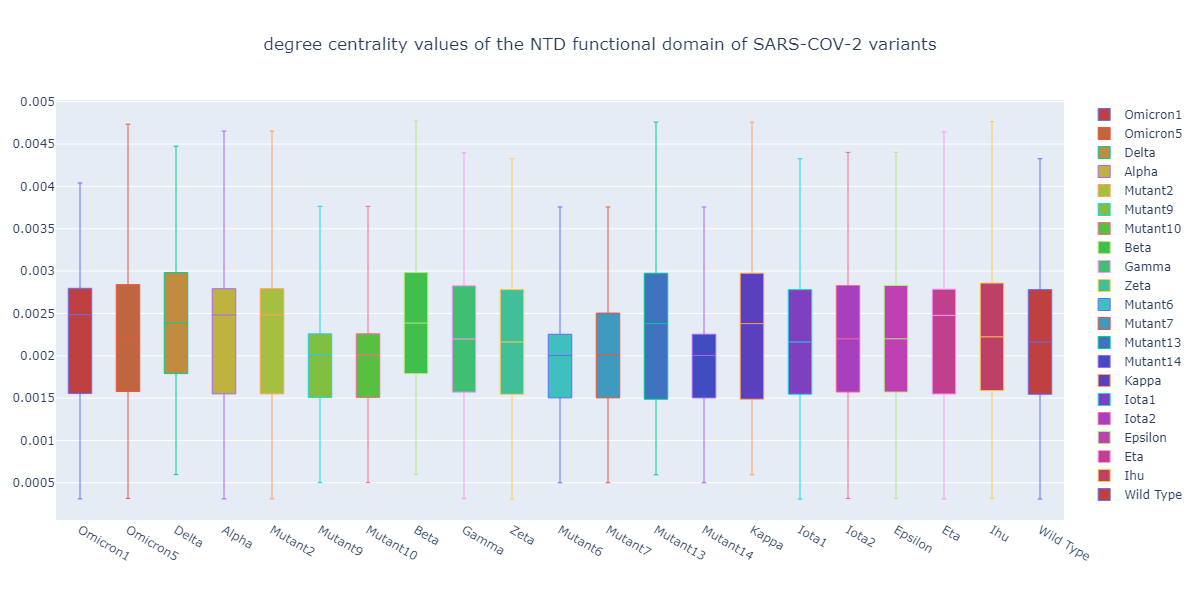 degree centrality values of the NTD functional domain of SARS-COV-2 variants
0.005
0.0045
0.004
0.0035
0.003
0.0025
0.002
0.0015
0.001
0.0005
Omicron1
Omicron5
Delta
Alpha
Mutant2
Mutant9
Mutant10
Beta
Gamma
Zeta
Mutant6
Mutant7
Mutant13
Mutant14
Kappa
Iota1
Iota2
Epsilon
Eta
Ihu
Wild Type
Omicron1
Omicron5
Delta
Alpha
Mutant2
Mutant9
Mutant10
Beta
Gamma
Zeta
Mutant6
Mutant7
Mutant13
Mutant14
Kappa
Iota1
Iota2
Epsilon
Eta
Ihu
Wild Type